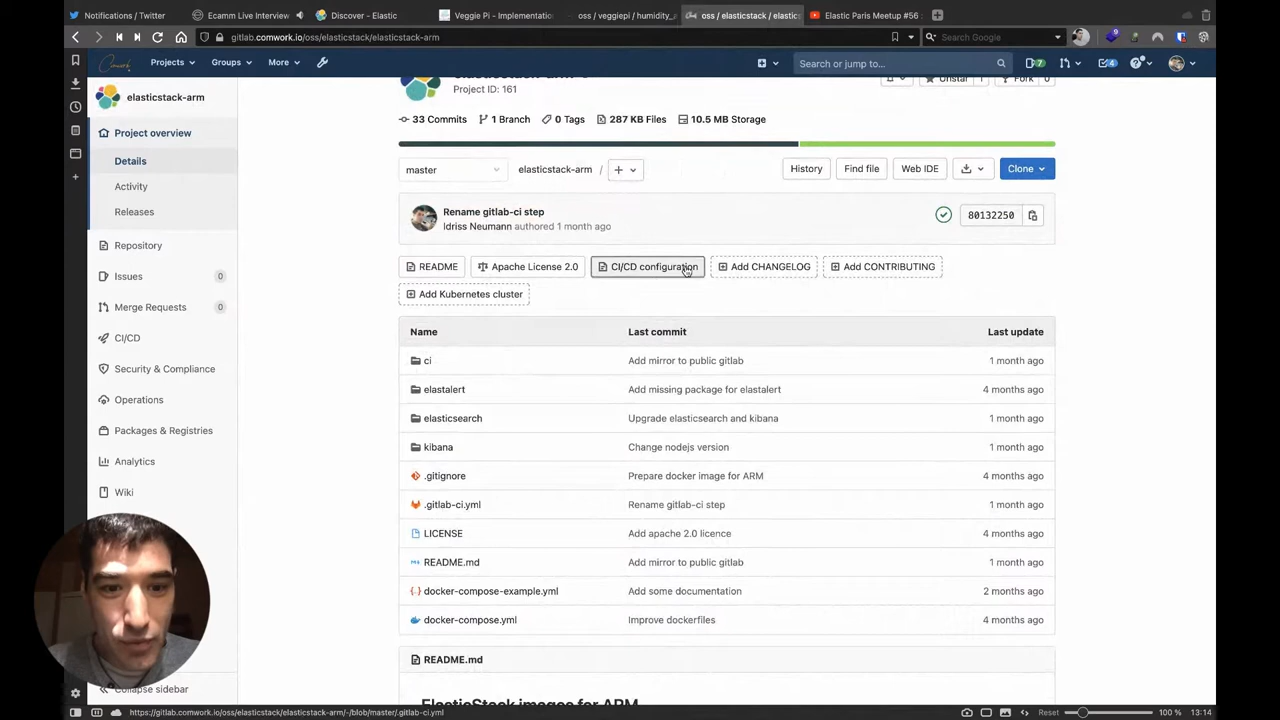 Notifications / Twitter
Ecamm Live Interview
Discover - Elastic
Veggie Pi - Implementatio
oss / veggiepi / humidity_
oss / elasticstack / elastics
Elastic Paris Meetup #56
gitlab.comwork.io/oss/elasticstack/elasticstack-arm
Search Google
Comwork
Projects
Groups
More
Search or jump to...
7
4
elasticstack-arm
Project ID: 161
Unstar
1
Fork
0
33 Commits
1 Branch
0 Tags
287 KB Files
10.5 MB Storage
Project overview
Details
Activity
Releases
Repository
Issues
0
Merge Requests
0
CI/CD
Security & Compliance
Operations
Packages & Registries
Analytics
Wiki
Collapse sidebar
master
elasticstack-arm /
History
Find file
Web IDE
Clone
Rename gitlab-ci step
Idriss Neumann authored 1 month ago
80132250
README
Apache License 2.0
CI/CD configuration
Add CHANGELOG
Add CONTRIBUTING
Add Kubernetes cluster
Name Last commit Last update
ci Add mirror to public gitlab 1 month ago
elastalert Add missing package for elastalert 4 months ago
elasticsearch Upgrade elasticsearch and kibana 1 month ago
kibana Change nodejs version 1 month ago
.gitignore Prepare docker image for ARM 4 months ago
.gitlab-ci.yml Rename gitlab-ci step 1 month ago
LICENSE Add apache 2.0 licence 4 months ago
README.md Add mirror to public gitlab 1 month ago
docker-compose-example.yml Add some documentation 2 months ago
docker-compose.yml Improve dockerfiles 4 months ago
README.md
ElasticStack images for ARM
https://gitlab.comwork.io/oss/elasticstack/elasticstack-arm/-/blob/master/.gitlab-ci.yml
Reset
100 %
13:14